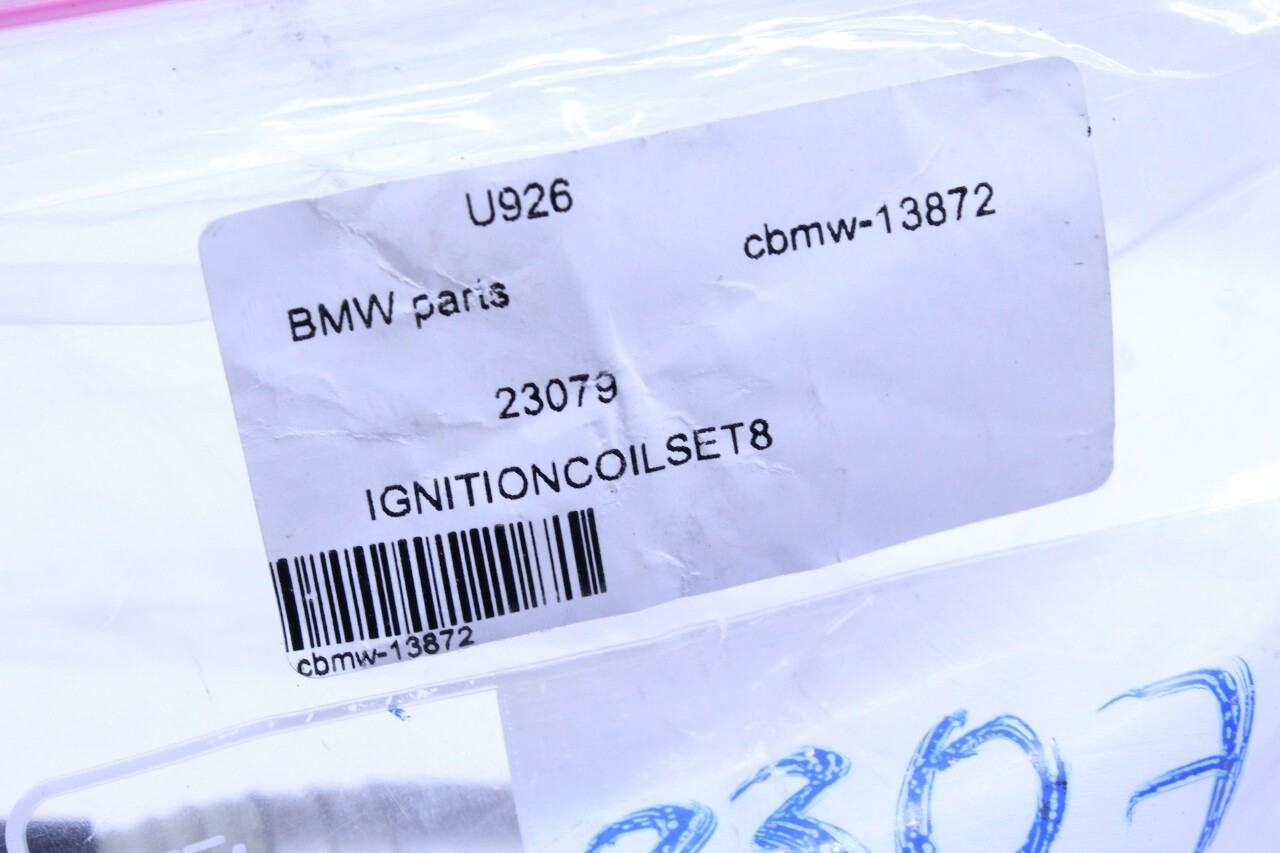 U926
cbmw-13872
BMW parts
23079
IGNITIONCOILSET8
cbmw-13872
2307